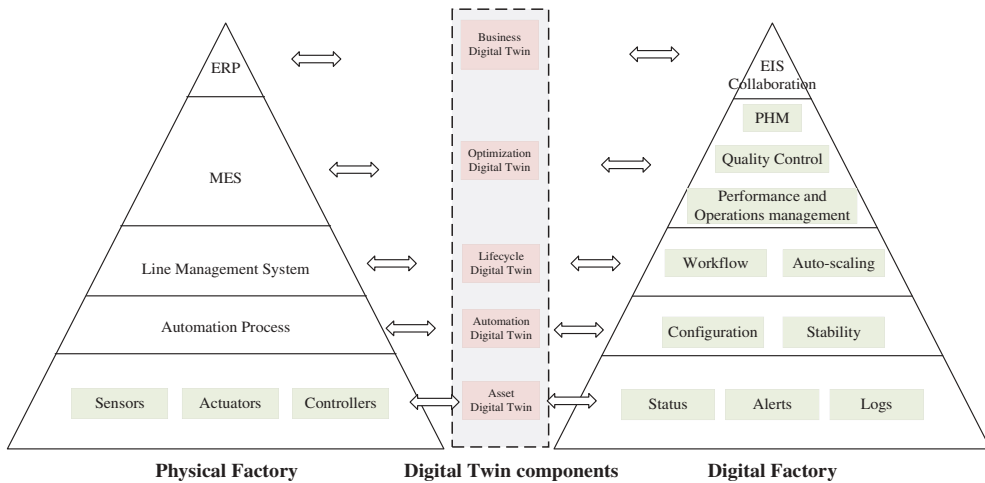 ERP
MES
Line Management System
Automation Process
Sensors
Actuators
Controllers
Physical Factory
Business
Digital Twin
Optimization
Digital Twin
Lifecycle
Digital Twin
Automation
Digital Twin
Asset
Digital Twin
Digital Twin components
EIS
Collaboration
PHM
Quality Control
Performance and
Operations management
Workflow
Auto-scaling
Configuration
Stability
Status
Alerts
Logs
Digital Factory